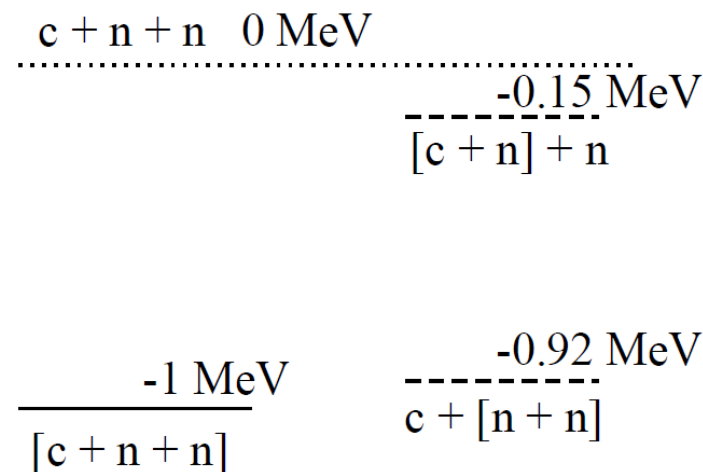 c + n + n 0 MeV
-0.15 MeV
[c + n] + n
-1 MeV
[c + n + n]
-0.92 MeV
c + [n + n]